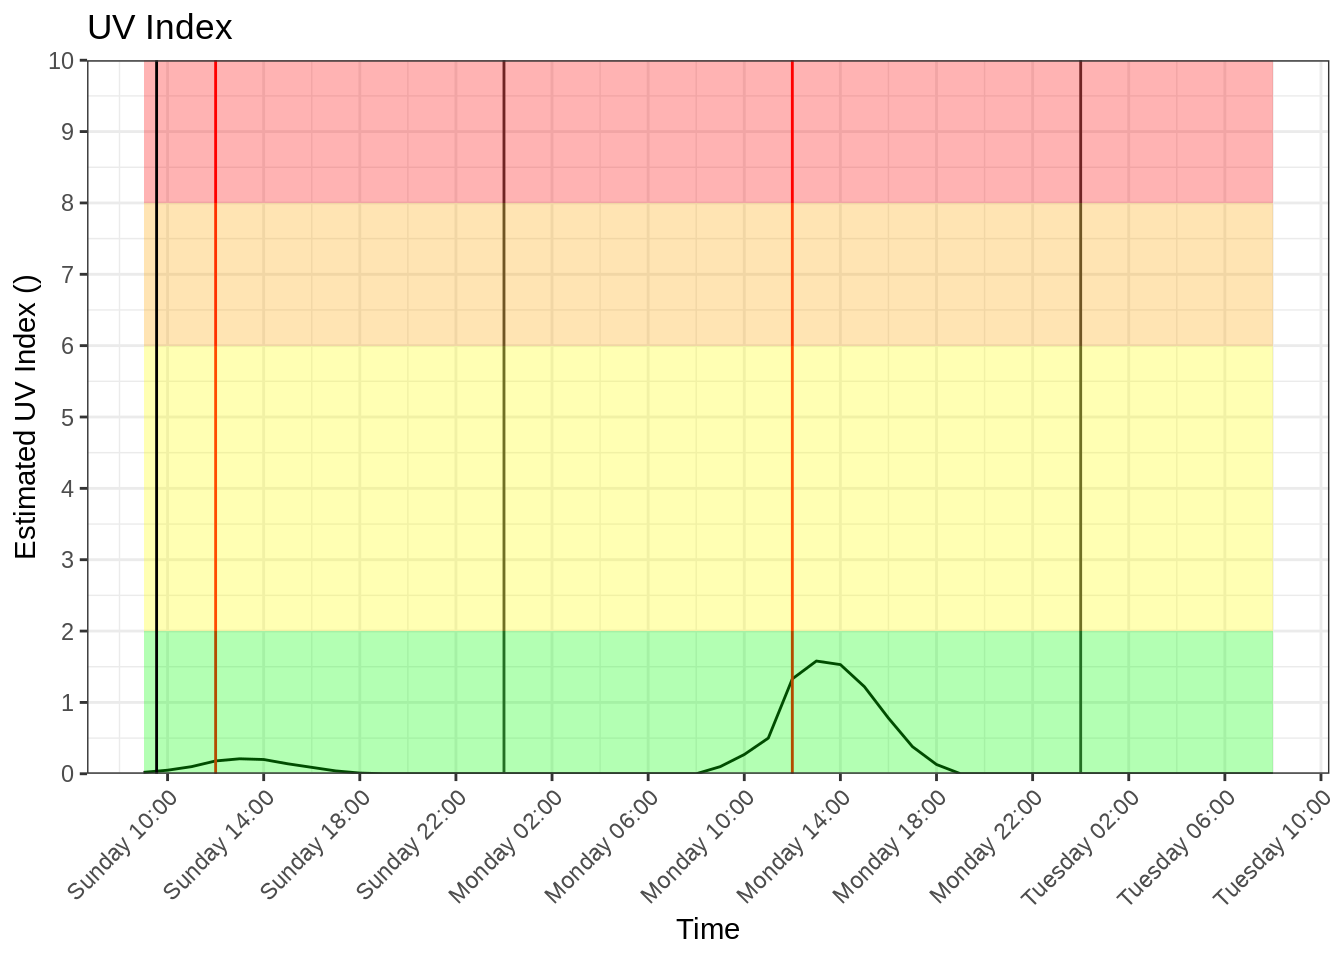 UV Index
Estimated UV Index ()
10
9
8
7
6
5
4
3
2
1
0
Sunday 10:00
Sunday 14:00
Sunday 18:00
Sunday 22:00
Monday 02:00
Monday 06:00
Monday 10:00
Monday 14:00
Monday 18:00
Monday 22:00
Tuesday 02:00
Tuesday 06:00
Tuesday 10:00
Time